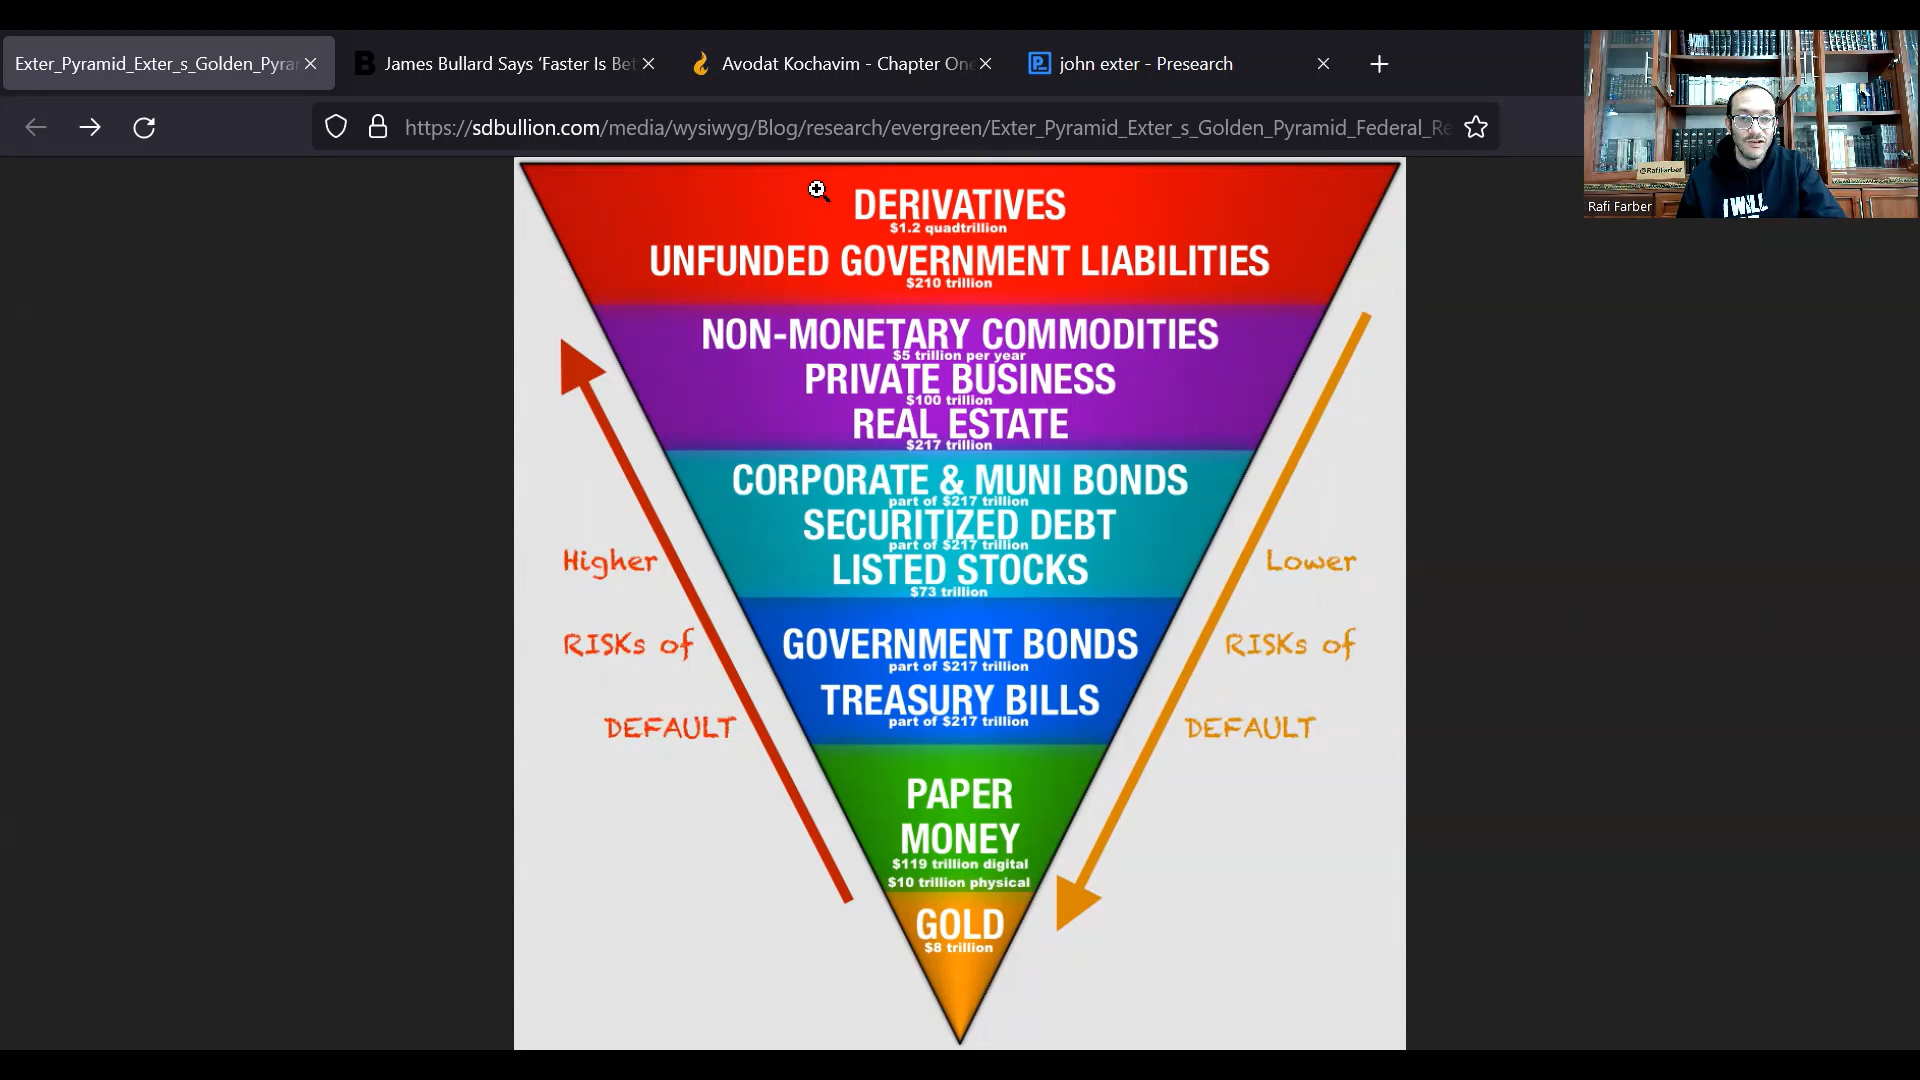 Exter_Pyramid_Exter_s_Golden_Pyra
James Bullard Says ‘Faster Is Bet
Avodat Kochavim - Chapter One
john exter - Presearch
https://sdbullion.com/media/wysiwyg/Blog/research/evergreen/Exter_Pyramid_Exter_s_Golden_Pyramid_Federal_Re
@RafiFarber
I WILL
Rafi Farber
DERIVATIVES
$1.2 quadtrillion
UNFUNDED GOVERNMENT LIABILITIES
$210 trillion
NON-MONETARY COMMODITIES
$5 trillion per year
PRIVATE BUSINESS
$100 trillion
REAL ESTATE
$217 trillion
CORPORATE & MUNI BONDS
part of $217 trillion
SECURITIZED DEBT
part of $217 trillion
LISTED STOCKS
$73 trillion
GOVERNMENT BONDS
part of $217 trillion
TREASURY BILLS
part of $217 trillion
PAPER
MONEY
$119 trillion digital
$10 trillion physical
GOLD
$8 trillion
Higher
RISKs of
DEFAULT
Lower
RISKs of
DEFAULT